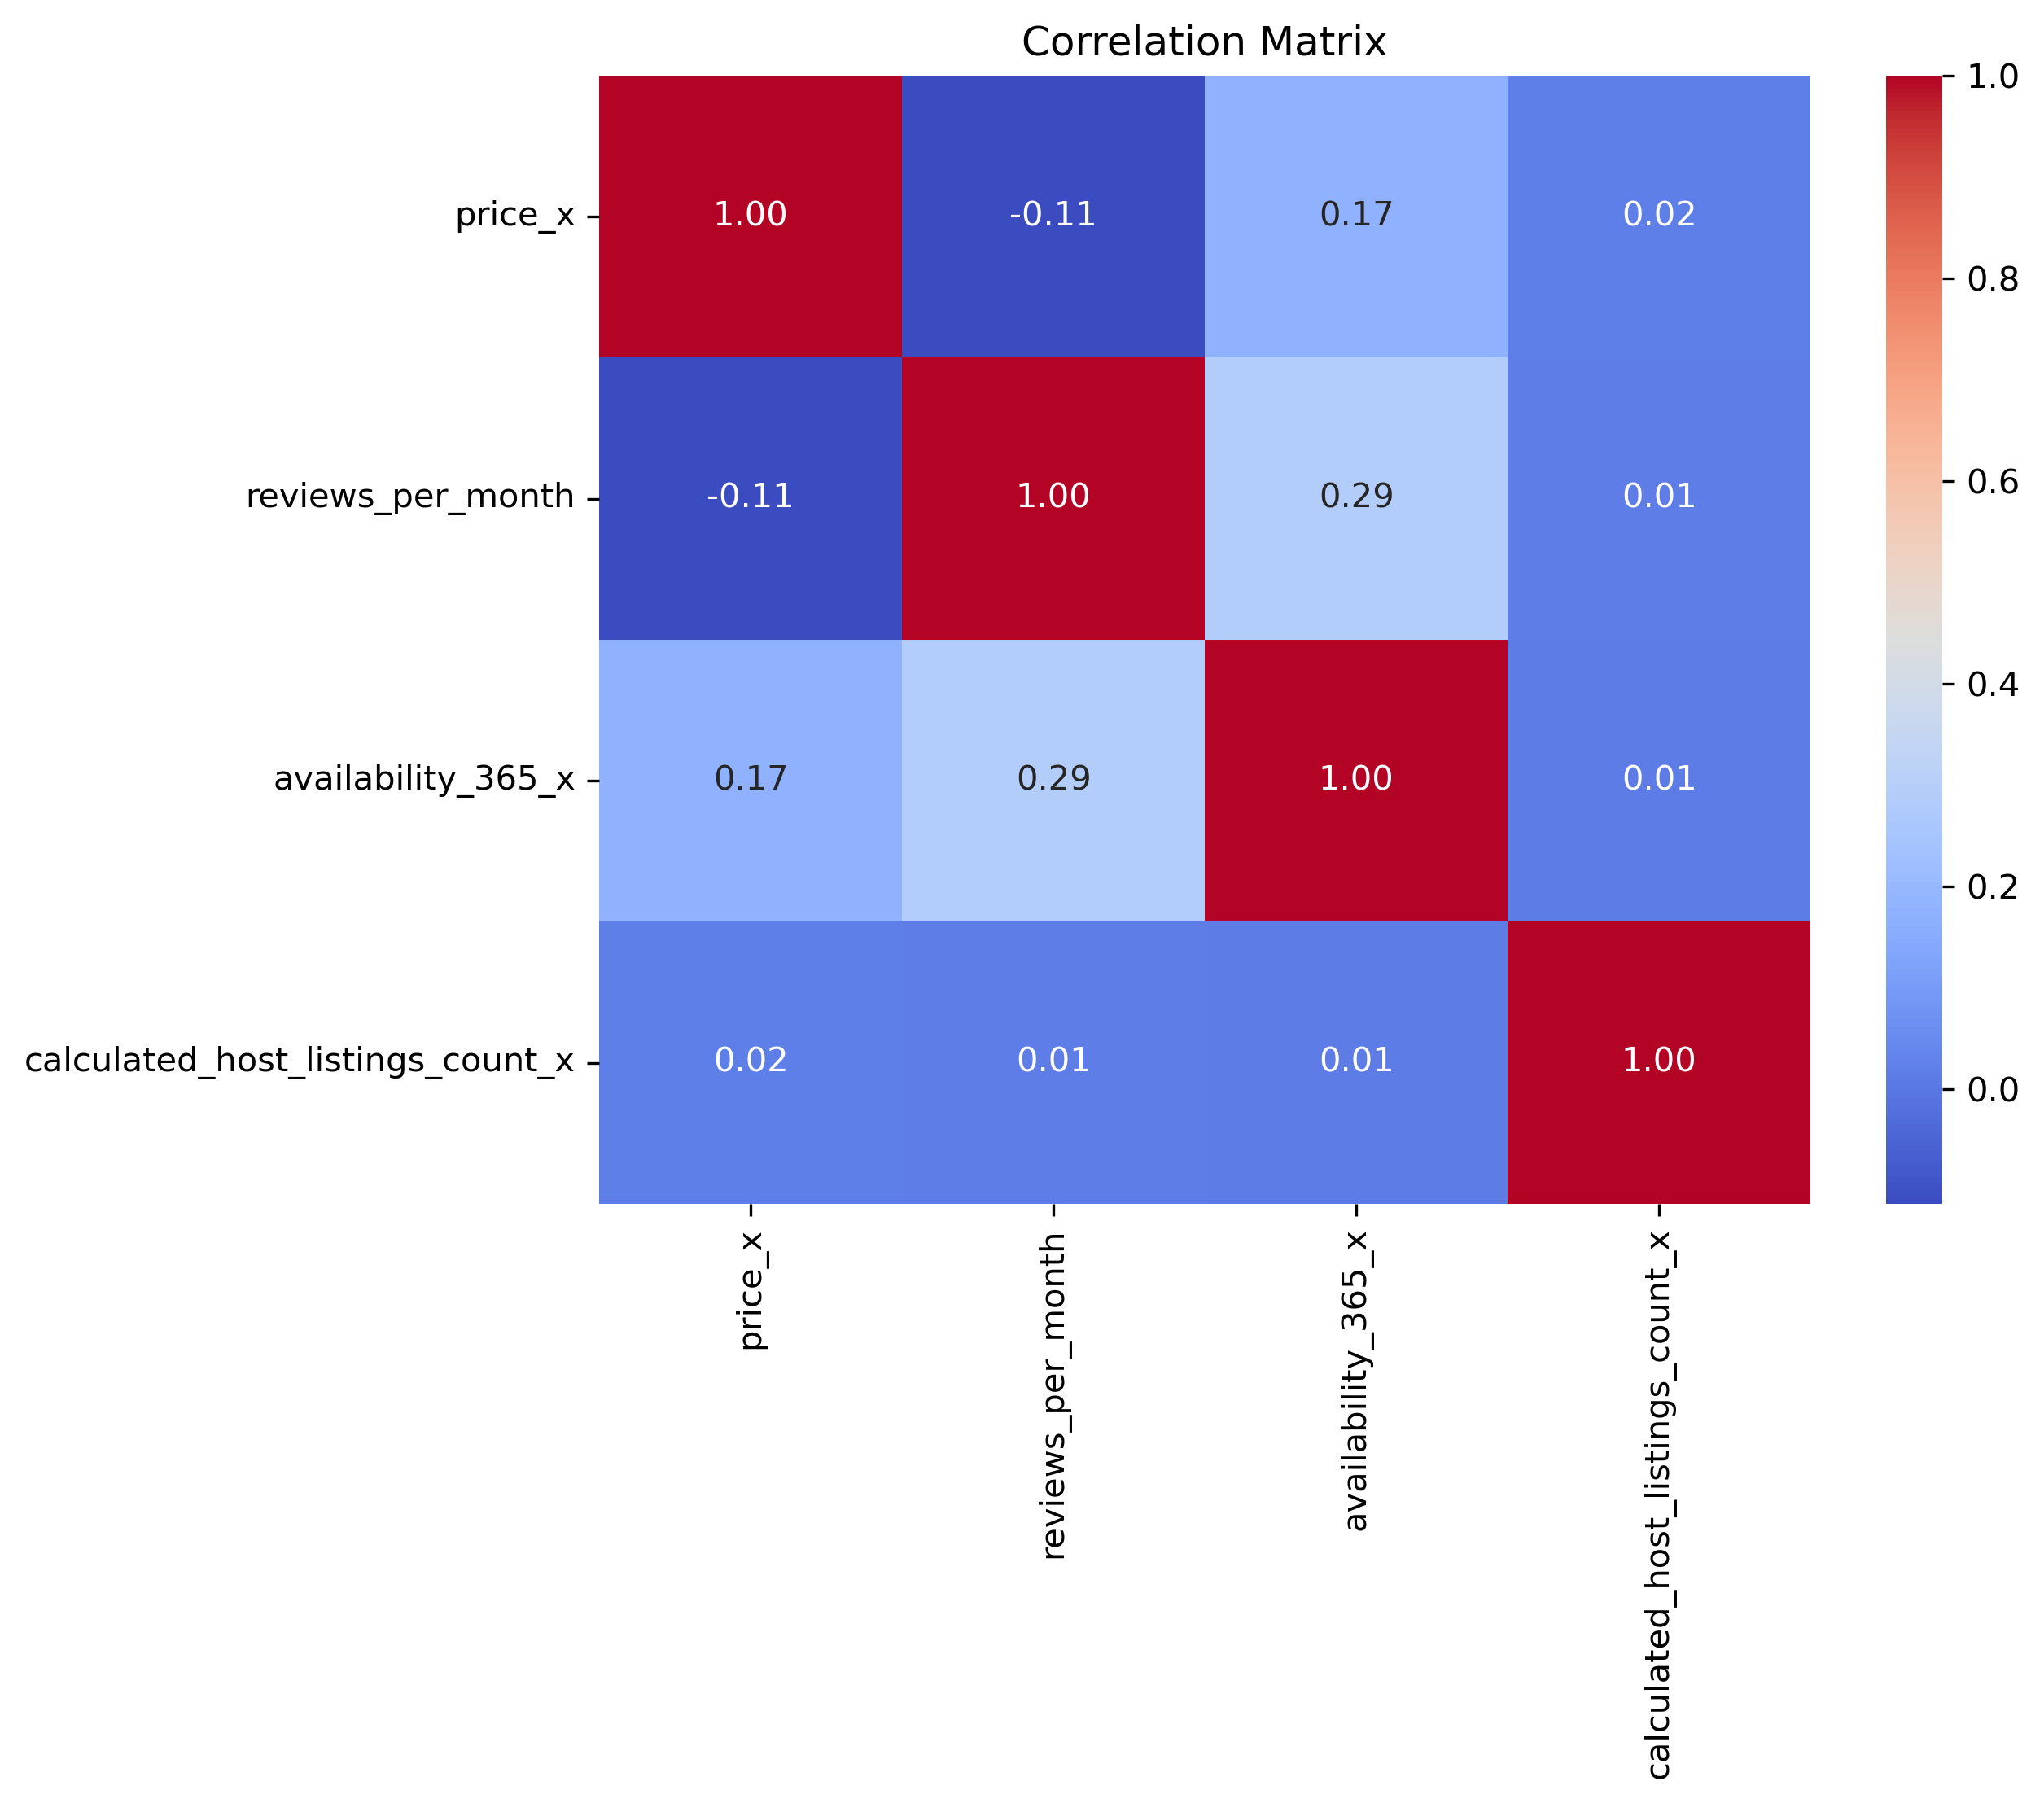 Correlation Matrix
price_x 1.00 -0.11 0.17 0.02
reviews_per_month -0.11 1.00 0.29 0.01
availability_365_x 0.17 0.29 1.00 0.01
calculated_host_listings_count_x 0.02 0.01 0.01 1.00
price_x
reviews_per_month
availability_365_x
calculated_host_listings_count_x
1.0
0.8
0.6
0.4
0.2
0.0